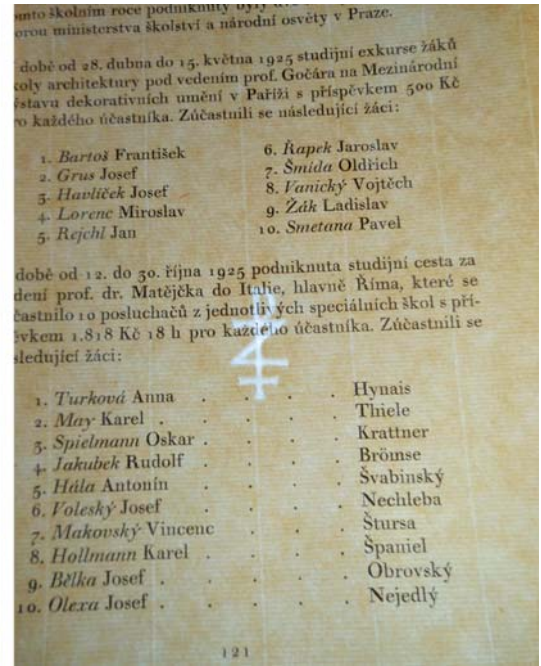 omto školním roce podniknuty byly
orou ministerstva školství a národní osvěty v Praze.
době od 28. dubna do 15. května 1925 studijní exkurse žáků
koly architektury pod vedením prof. Gočára na Mezinárodní
ýstavu dekorativních umění v Paříži s příspěvkem 500 Kč
ro každého účastníka. Zúčastnili se následující žáci:
1. Bartoš František
2. Grus Josef
3. Havlíček Josef
4. Lorenc Miroslav
5. Rejchl Jan
6. Řapek Jaroslav
7. Šmída Oldřich
8. Vanický Vojtěch
9. Žák Ladislav
10. Smetana Pavel
době od 12. do 30. října 1925 podniknuta studijní cesta za
dení prof. dr. Matějčka do Italie, hlavně Říma, které se
častnilo 10 posluchačů z jednotlivých speciálních škol s pří-
ěvkem 1.818 Kč 18 h pro každého účastníka. Zúčastnili se
sledující žáci:
1. Turková Anna . . . . Hynais
2. May Karel . . . . . Thiele
3. Spielmann Oskar . . . . Krattner
4. Jakubek Rudolf . . . . Brömse
5. Hála Antonín . . . . Švabinský
6. Voleský Josef . . . . Nechleba
7. Makovský Vincenc . . . . Štursa
8. Hollmann Karel . . . . Španiel
9. Bělka Josef . . . . . Obrovský
10. Olexa Josef . . . . . Nejedlý
121